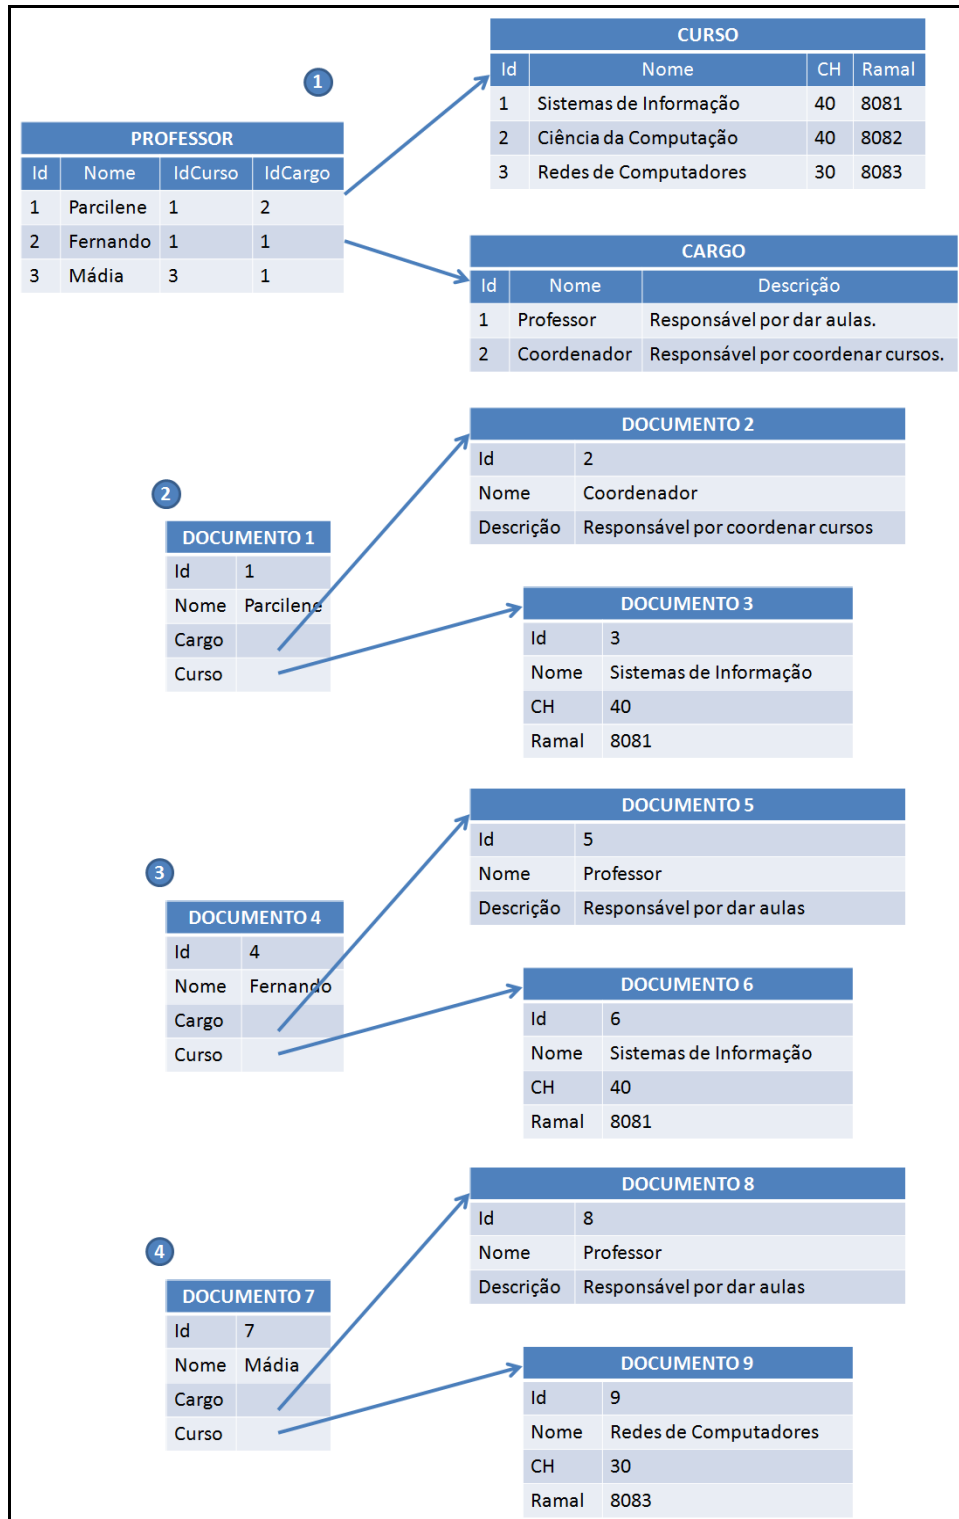 1
CURSO
Id Nome CH Ramal
1 Sistemas de Informação 40 8081
2 Ciência da Computação 40 8082
3 Redes de Computadores 30 8083
PROFESSOR
Id Nome IdCurso IdCargo
1 Parcilene 1 2
2 Fernando 1 1
3 Mádia 3 1
CARGO
Id Nome Descrição
1 Professor Responsável por dar aulas.
2 Coordenador Responsável por coordenar cursos.
2
DOCUMENTO 1
Id 1
Nome Parcilene
Cargo
Curso
DOCUMENTO 2
Id 2
Nome Coordenador
Descrição Responsável por coordenar cursos
DOCUMENTO 3
Id 3
Nome Sistemas de Informação
CH 40
Ramal 8081
3
DOCUMENTO 4
Id 4
Nome Fernando
Cargo
Curso
DOCUMENTO 5
Id 5
Nome Professor
Descrição Responsável por dar aulas
DOCUMENTO 6
Id 6
Nome Sistemas de Informação
CH 40
Ramal 8081
4
DOCUMENTO 7
Id 7
Nome Mádia
Cargo
Curso
DOCUMENTO 8
Id 8
Nome Professor
Descrição Responsável por dar aulas
DOCUMENTO 9
Id 9
Nome Redes de Computadores
CH 30
Ramal 8083